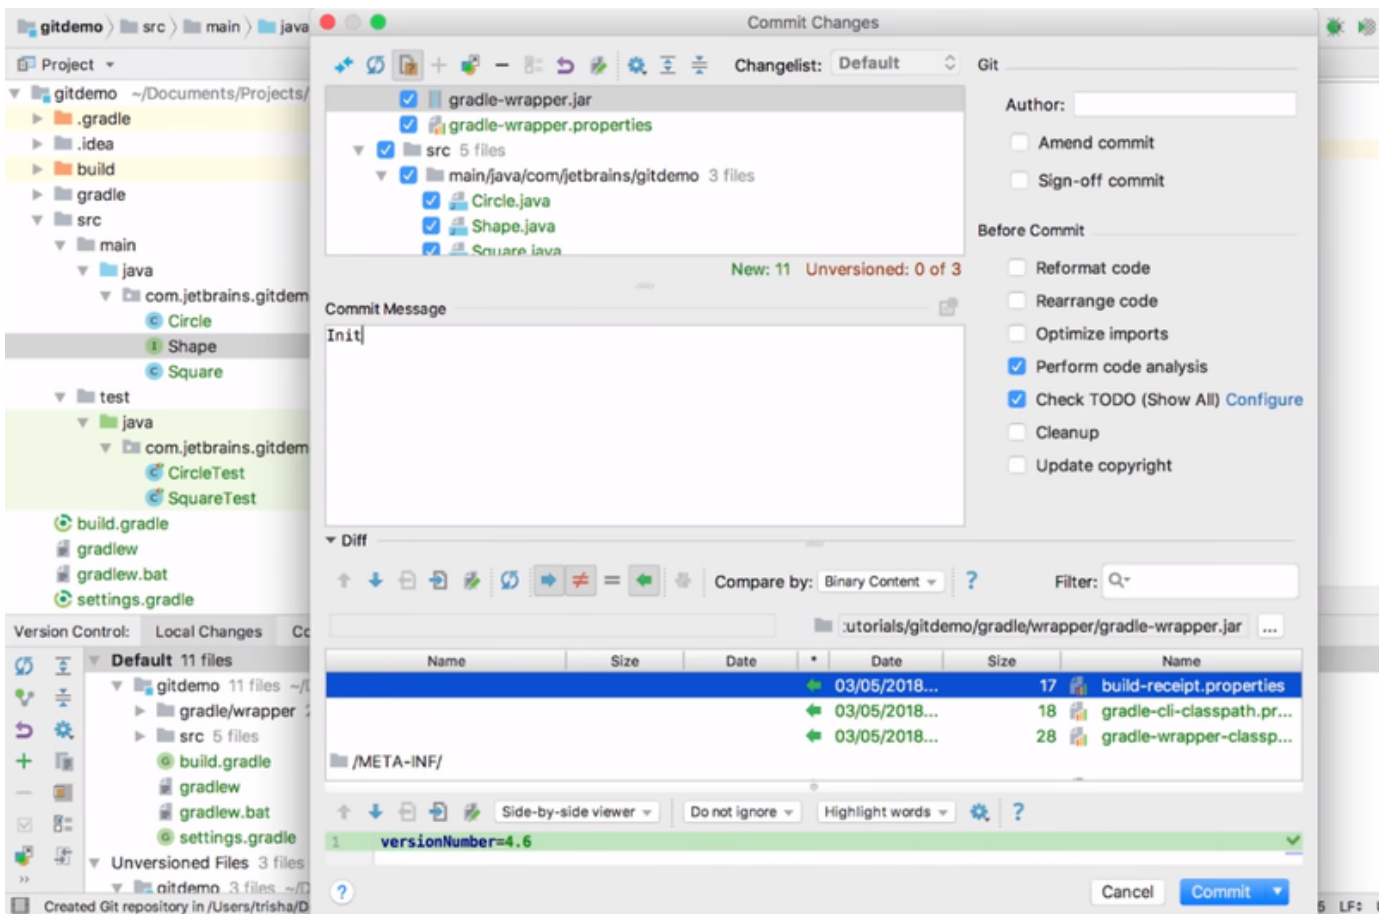 Commit Changes
gitdemo
src
main
java
Project
gitdemo ~/Documents/Projects/
.gradle
.idea
build
gradle
src
main
java
com.jetbrains.gitdem
Circle
Shape
Square
test
java
com.jetbrains.gitdem
CircleTest
SquareTest
build.gradle
gradlew
gradlew.bat
settings.gradle
Changelist: Default
gradle-wrapper.jar
gradle-wrapper.properties
src 5 files
main/java/com/jetbrains/gitdemo 3 files
Circle.java
Shape.java
Square.java
New: 11 Unversioned: 0 of 3
Commit Message
Init
Git
Author:
Amend commit
Sign-off commit
Before Commit
Reformat code
Rearrange code
Optimize imports
Perform code analysis
Check TODO (Show All) Configure
Cleanup
Update copyright
Diff
Compare by: Binary Content
?
Filter:
:utorials/gitdemo/gradle/wrapper/gradle-wrapper.jar
...
Name Size Date * Date Size Name
03/05/2018... 17 build-receipt.properties
03/05/2018... 18 gradle-cli-classpath.pr...
03/05/2018... 28 gradle-wrapper-classp...
/META-INF/
Side-by-side viewer Do not ignore Highlight words ?
1 versionNumber=4.6
? Cancel Commit
Version Control: Local Changes Co
Default 11 files
gitdemo 11 files
gradle/wrapper
src 5 files
build.gradle
gradlew
gradlew.bat
settings.gradle
Unversioned Files 3 files
gitdemo 3 files
Created Git repository in /Users/trisha/D
LF